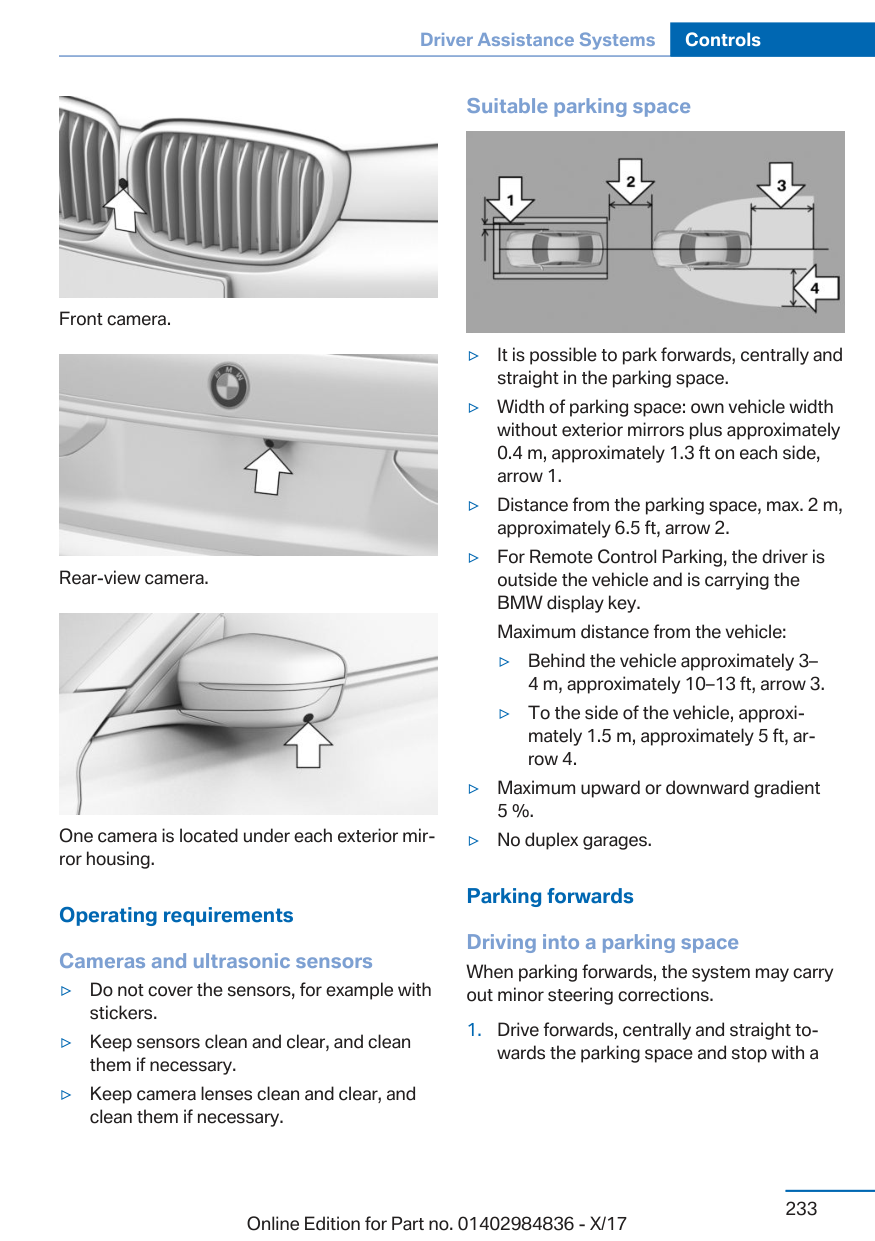 Driver Assistance Systems Controls
Front camera.
B M W
Rear-view camera.
One camera is located under each exterior mir-
ror housing.
Operating requirements
Cameras and ultrasonic sensors
▷ Do not cover the sensors, for example with
stickers.
▷ Keep sensors clean and clear, and clean
them if necessary.
▷ Keep camera lenses clean and clear, and
clean them if necessary.
Suitable parking space
1
2
3
4
▷ It is possible to park forwards, centrally and
straight in the parking space.
▷ Width of parking space: own vehicle width
without exterior mirrors plus approximately
0.4 m, approximately 1.3 ft on each side,
arrow 1.
▷ Distance from the parking space, max. 2 m,
approximately 6.5 ft, arrow 2.
▷ For Remote Control Parking, the driver is
outside the vehicle and is carrying the
BMW display key.
Maximum distance from the vehicle:
▷ Behind the vehicle approximately 3–
4 m, approximately 10–13 ft, arrow 3.
▷ To the side of the vehicle, approxi-
mately 1.5 m, approximately 5 ft, ar-
row 4.
▷ Maximum upward or downward gradient
5 %.
▷ No duplex garages.
Parking forwards
Driving into a parking space
When parking forwards, the system may carry
out minor steering corrections.
1. Drive forwards, centrally and straight to-
wards the parking space and stop with a
233
Online Edition for Part no. 01402984836 - X/17